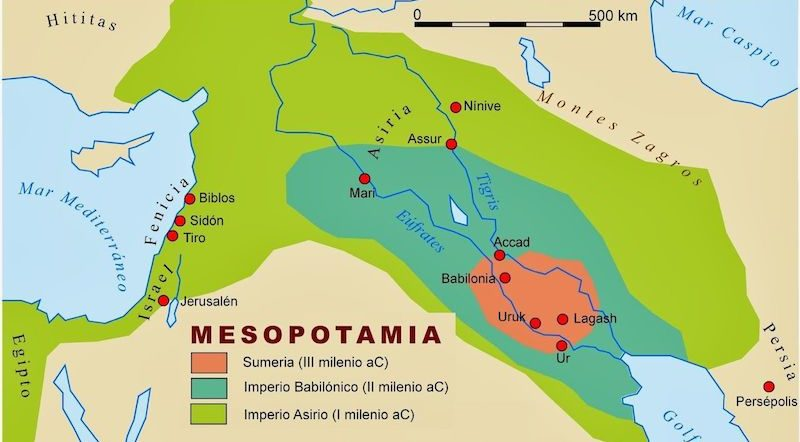 Hititas
0
500 km
Mar Caspio
Montes Zagros
Nínive
Asiria
Assur
Mari
Tigris
Eúfrates
Mar Mediterráneo
Fenicia
Biblos
Sidón
Tiro
Israel
Jerusalén
Accad
Babilonia
Uruk
Lagash
Ur
Egipto
Persia
Persépolis
Golfo
MESOPOTAMIA
Sumeria (III milenio aC)
Imperio Babilónico (II milenio aC)
Imperio Asirio (I milenio aC)